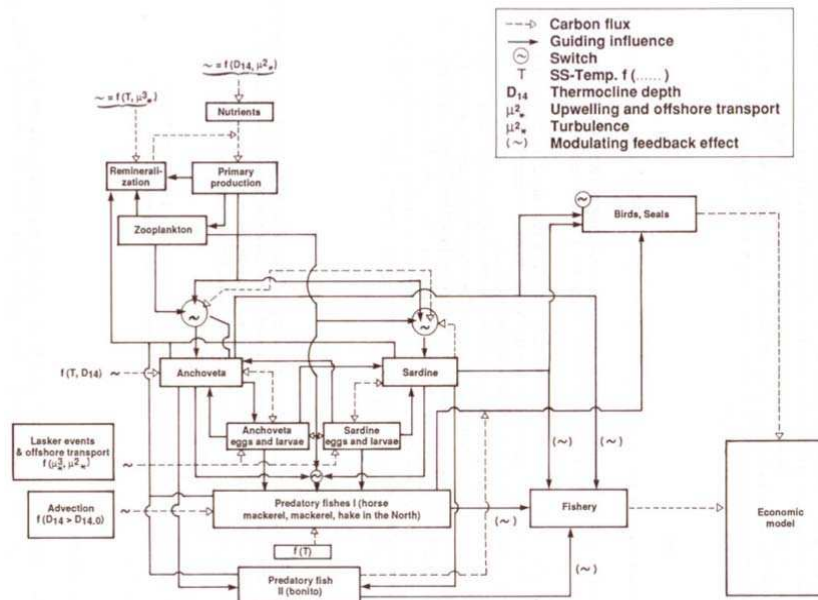 Carbon flux
Guiding influence
~ Switch
T SS-Temp. f (......)
D14 Thermocline depth
μ²* Upwelling and offshore transport
μ²* Turbulence
(~) Modulating feedback effect
~ = f (D14, μ²*)
~ = f (T, μ³*)
Nutrients
Reminerali-
zation
Primary
production
Zooplankton
Birds, Seals
~
~
~
f (T, D14) ~
Anchoveta
Sardine
Anchoveta
eggs and larvae
Sardine
eggs and larvae
Lasker events
& offshore transport
f (μ³*, μ²*)
~
~
(~)
(~)
Advection
f (D14 > D14,0)
~
Predatory fishes I (horse
mackerel, mackerel, hake in the North)
(~)
Fishery
Economic
model
f (T)
Predatory fish
II (bonito)
(~)